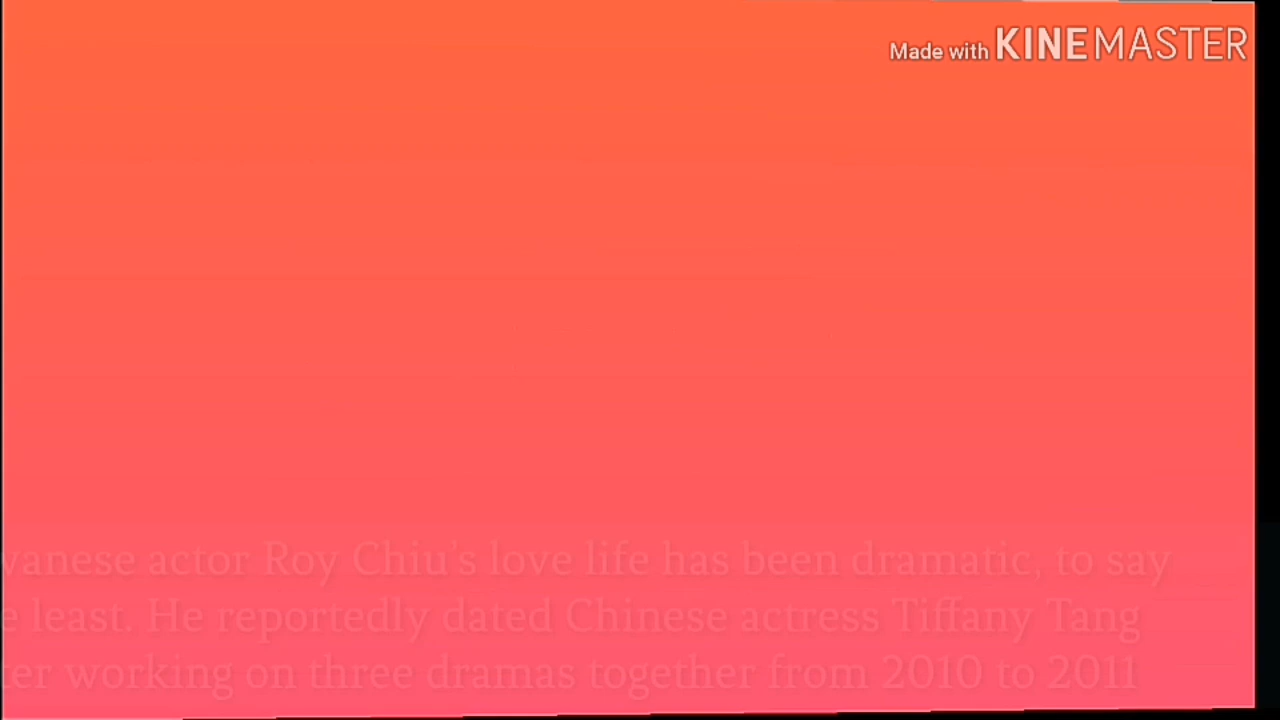 Made with KINEMASTER
wanese actor Roy Chiu's love life has been dramatic, to say
e least. He reportedly dated Chinese actress Tiffany Tang
ter working on three dramas together from 2010 to 2011